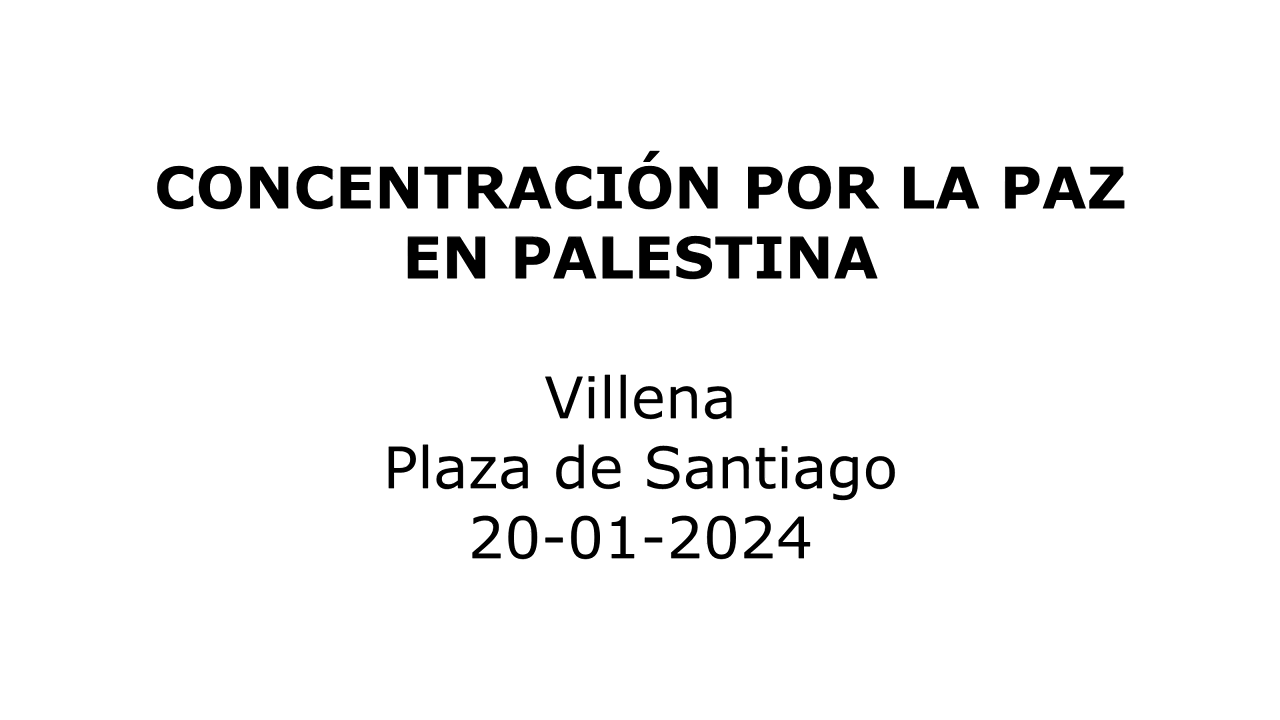 CONCENTRACIÓN POR LA PAZ
EN PALESTINA
Villena
Plaza de Santiago
20-01-2024